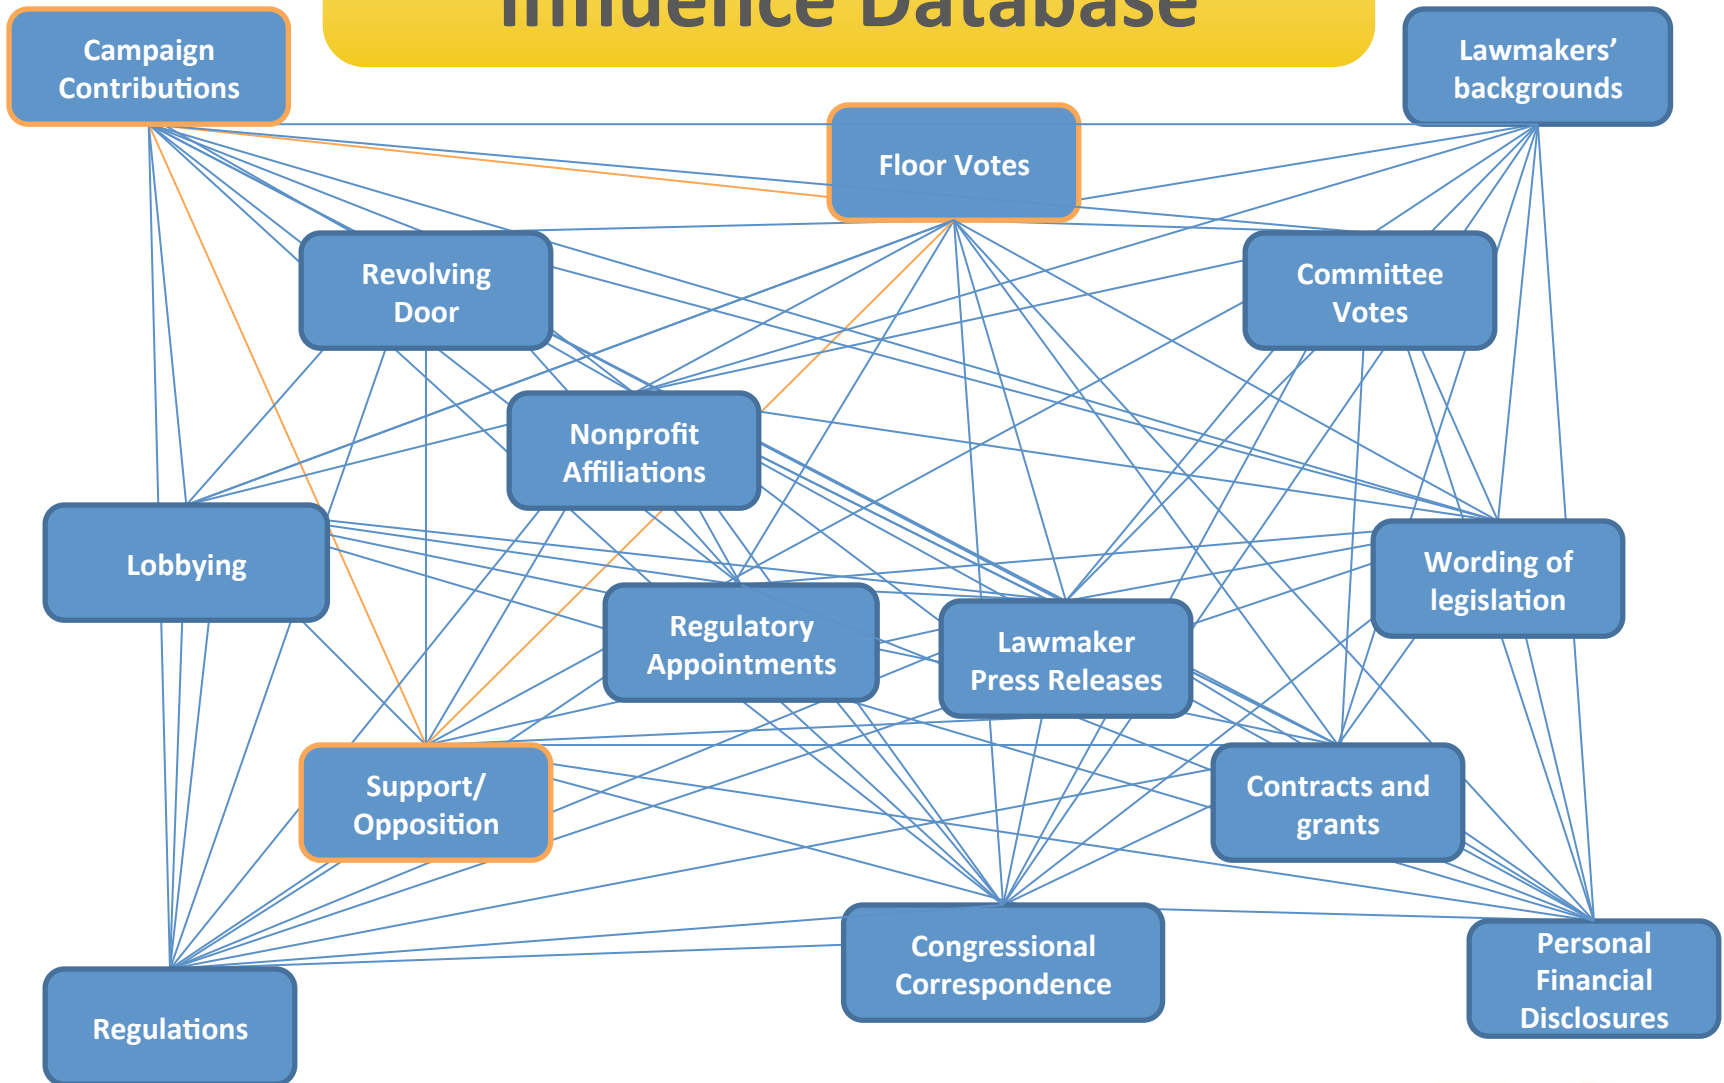 Influence Database
Campaign
Contributions
Lawmakers’
backgrounds
Floor Votes
Revolving
Door
Committee
Votes
Nonprofit
Affiliations
Lobbying
Wording of
legislation
Regulatory
Appointments
Lawmaker
Press Releases
Support/
Opposition
Contracts and
grants
Congressional
Correspondence
Personal
Financial
Disclosures
Regulations